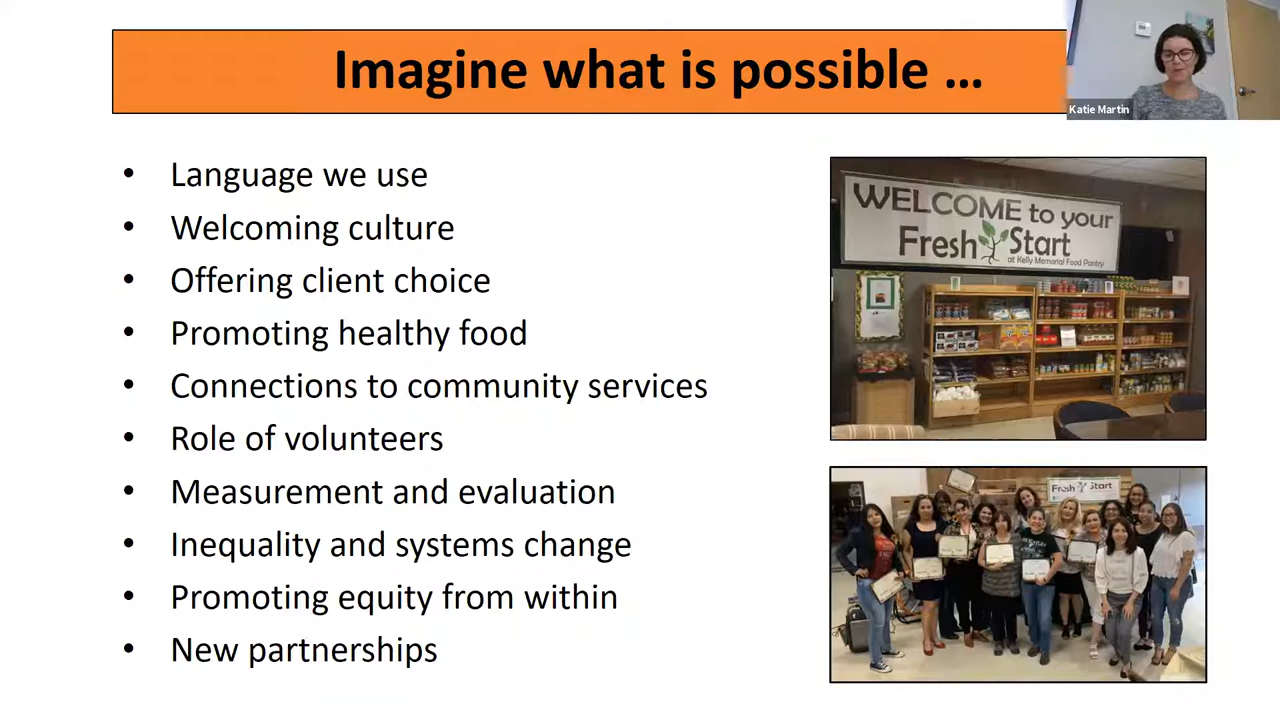 Imagine what is possible ...
Katie Martin
• Language we use
• Welcoming culture
• Offering client choice
• Promoting healthy food
• Connections to community services
• Role of volunteers
• Measurement and evaluation
• Inequality and systems change
• Promoting equity from within
• New partnerships
WELCOME to your
Fresh Start
at Kelly Memorial Food Pantry
Fresh Start